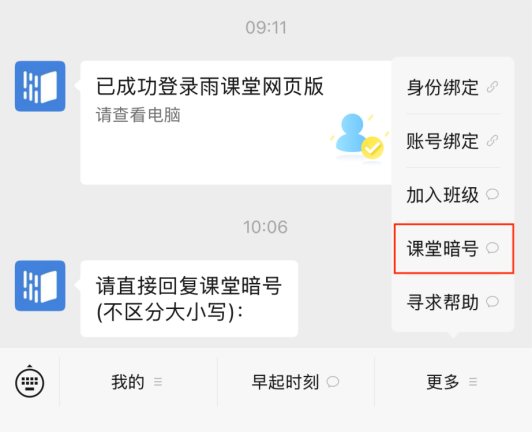 09:11
已成功登录雨课堂网页版
请查看电脑
身份绑定
账号绑定
加入班级
课堂暗号
寻求帮助
10:06
请直接回复课堂暗号
(不区分大小写)：
我的
早起时刻
更多